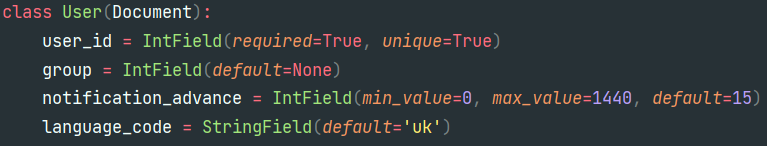 class User(Document):
    user_id = IntField(required=True, unique=True)
    group = IntField(default=None)
    notification_advance = IntField(min_value=0, max_value=1440, default=15)
    language_code = StringField(default='uk')